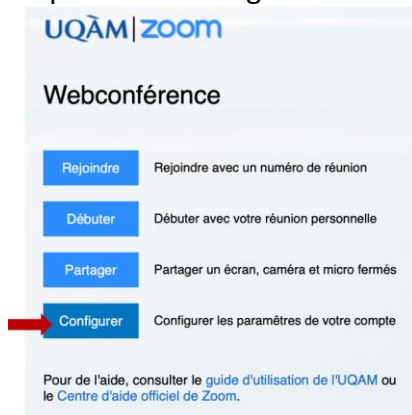 UQÀM | zoom
Webconférence
Rejoindre Rejoindre avec un numéro de réunion
Débuter Débuter avec votre réunion personnelle
Partager Partager un écran, caméra et micro fermés
Configurer Configurer les paramètres de votre compte
Pour de l'aide, consulter le guide d'utilisation de l'UQAM ou
le Centre d'aide officiel de Zoom.